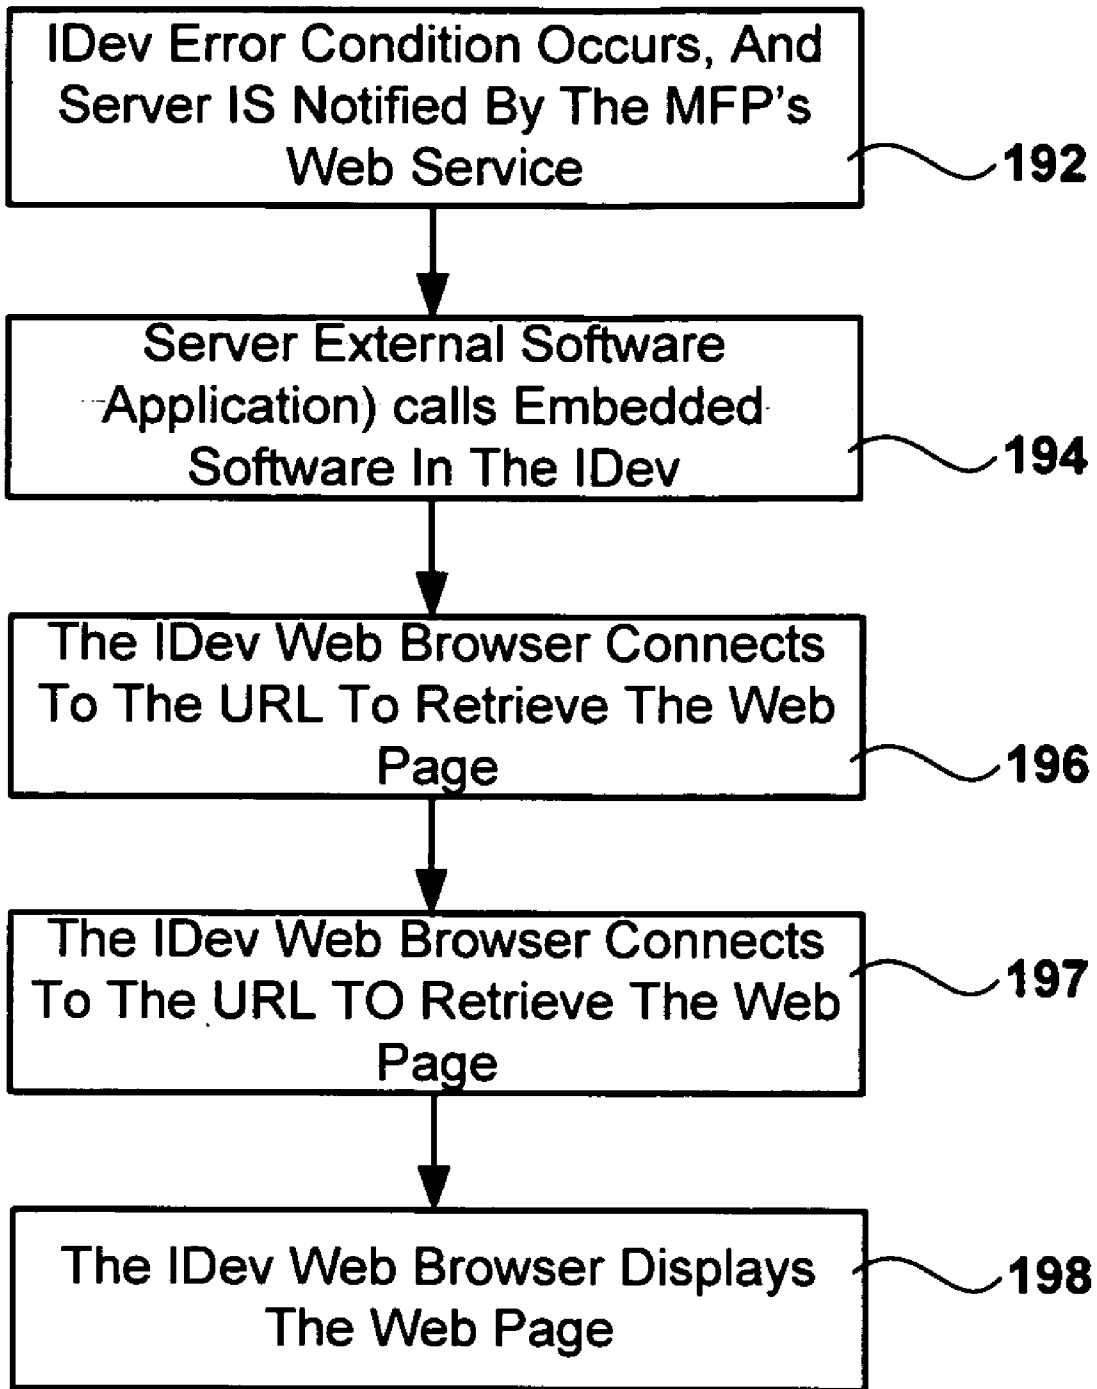 IDev Error Condition Occurs, And
Server IS Notified By The MFP's
Web Service
192
Server External Software
Application) calls Embedded
Software In The IDev
194
The IDev Web Browser Connects
To The URL To Retrieve The Web
Page
196
The IDev Web Browser Connects
To The URL TO Retrieve The Web
Page
197
The IDev Web Browser Displays
The Web Page
198